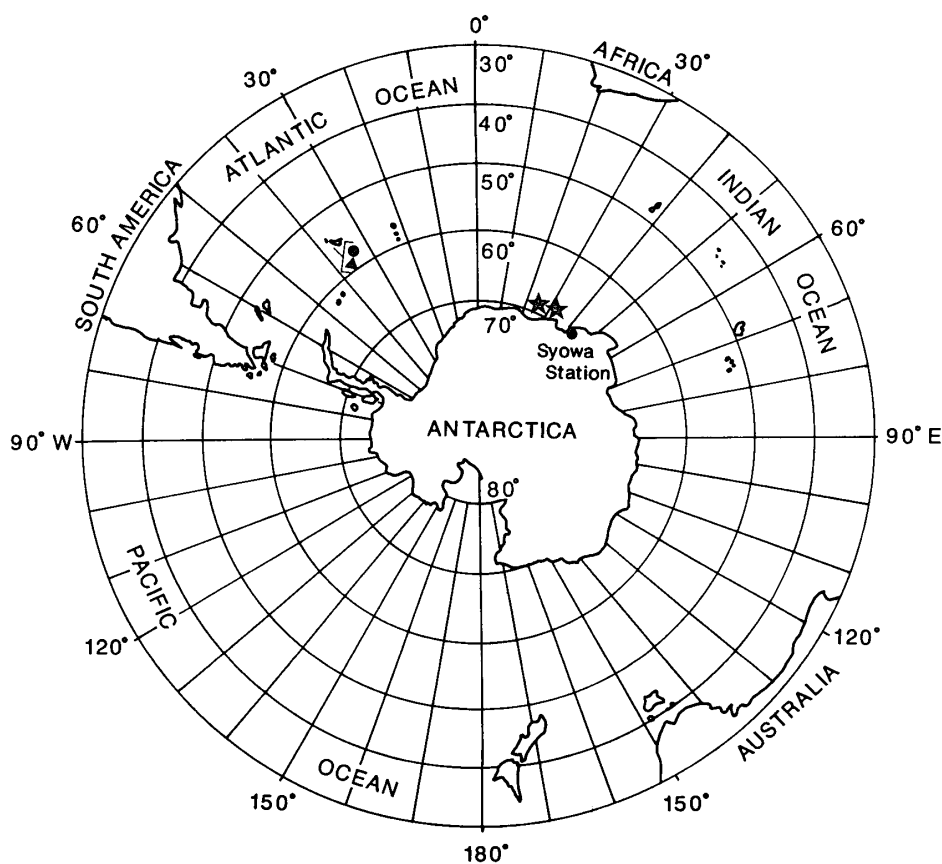 0°
30°
AFRICA
30°
30°
OCEAN
ATLANTIC
40°
SOUTH AMERICA
60°
50°
INDIAN
60°
60°
OCEAN
70°
Syowa
Station
90° W
ANTARCTICA
90° E
80°
PACIFIC
120°
120°
AUSTRALIA
OCEAN
150°
150°
180°